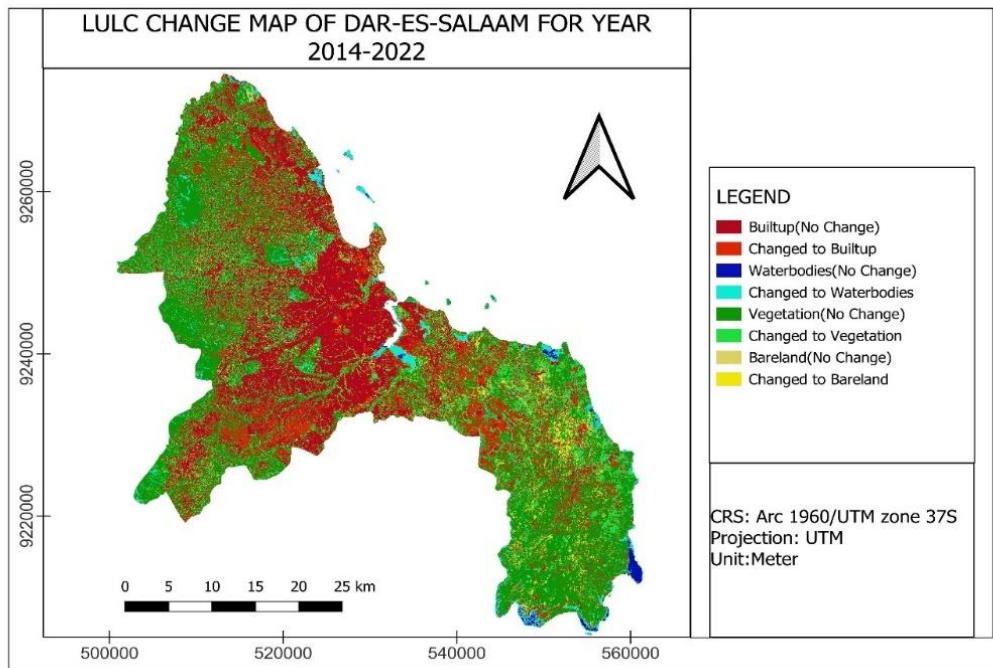 LULC CHANGE MAP OF DAR-ES-SALAAM FOR YEAR
2014-2022
9260000
9240000
9220000
0 5 10 15 20 25 km
500000 520000 540000 560000
LEGEND
Builtup(No Change)
Changed to Builtup
Waterbodies(No Change)
Changed to Waterbodies
Vegetation(No Change)
Changed to Vegetation
Bareland(No Change)
Changed to Bareland
CRS: Arc 1960/UTM zone 37S
Projection: UTM
Unit:Meter